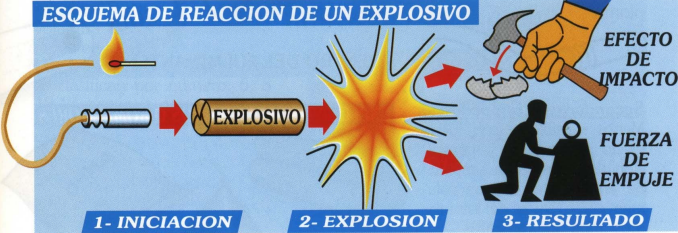 ESQUEMA DE REACCION DE UN EXPLOSIVO
EXPLOSIVO
EFECTO
DE
IMPACTO
FUERZA
DE
EMPUJE
1- INICIACION
2- EXPLOSION
3- RESULTADO